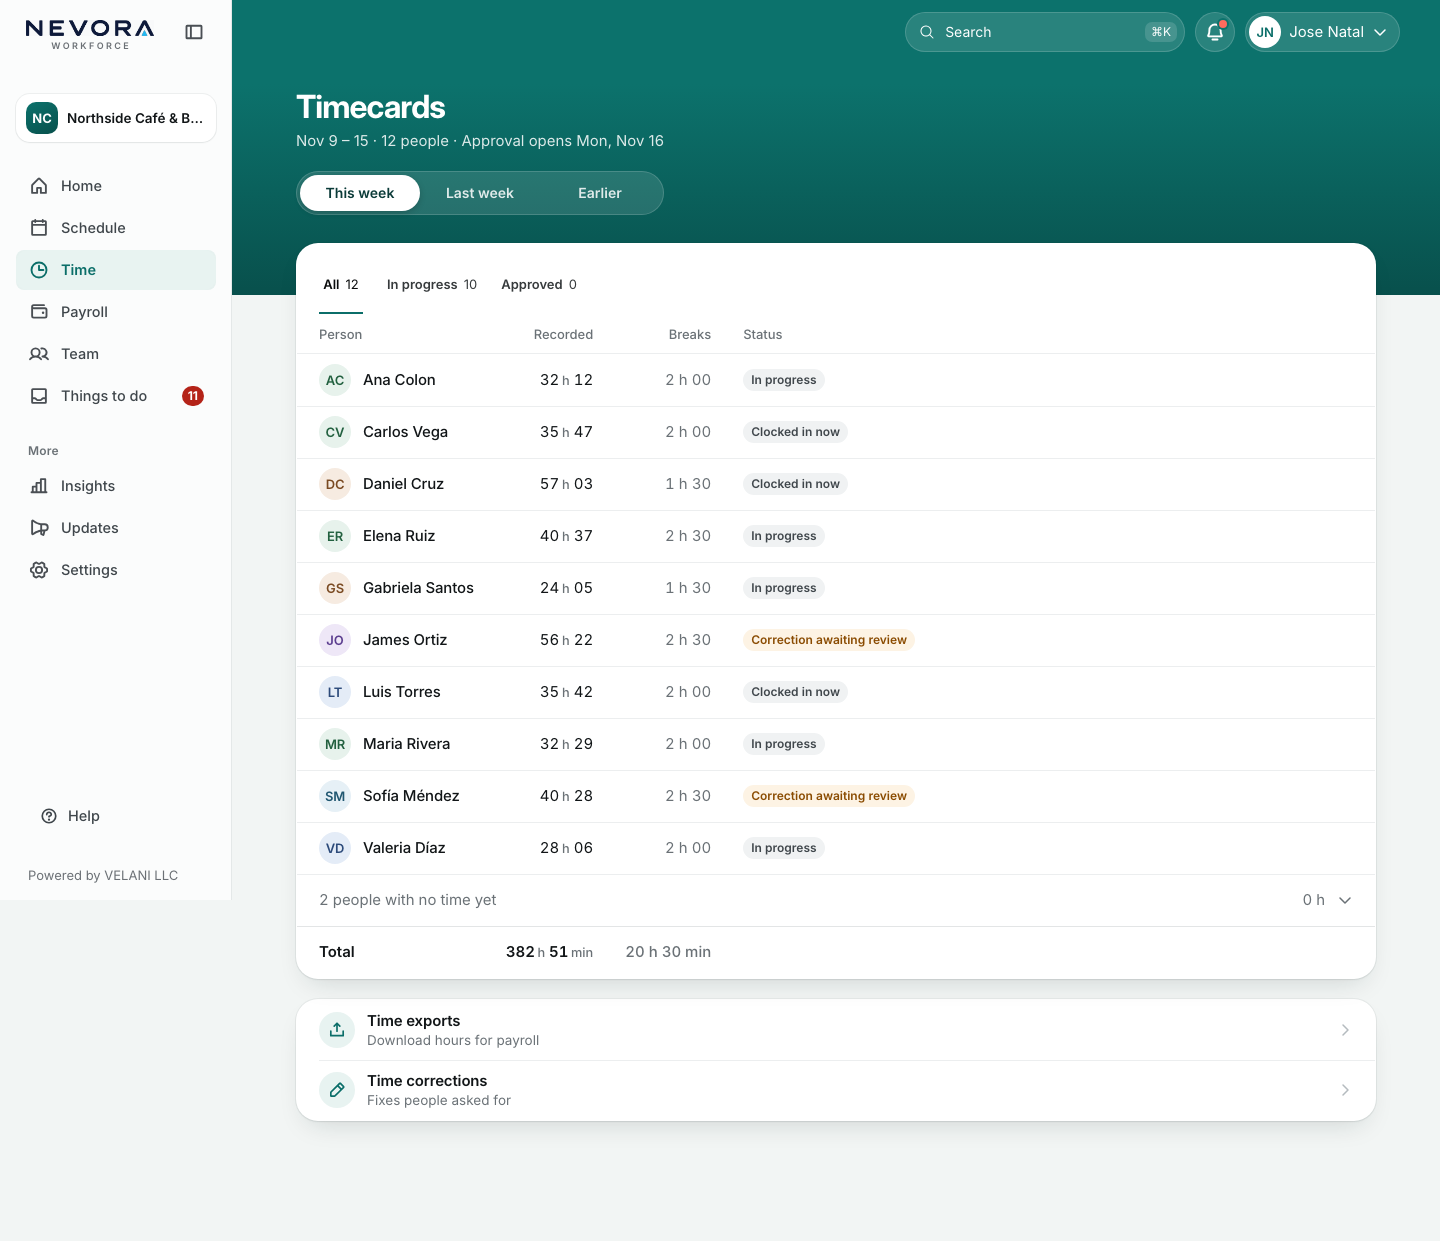 NEVORA
WORKFORCE
Search
⌘K
JN
Jose Natal
NC
Northside Café & B...
Home
Schedule
Time
Payroll
Team
Things to do
11
More
Insights
Updates
Settings
Help
Powered by VELANI LLC
Timecards
Nov 9 – 15 · 12 people · Approval opens Mon, Nov 16
This week
Last week
Earlier
All 12
In progress 10
Approved 0
Person Recorded Breaks Status
AC Ana Colon 32 h 12 2 h 00 In progress
CV Carlos Vega 35 h 47 2 h 00 Clocked in now
DC Daniel Cruz 57 h 03 1 h 30 Clocked in now
ER Elena Ruiz 40 h 37 2 h 30 In progress
GS Gabriela Santos 24 h 05 1 h 30 In progress
JO James Ortiz 56 h 22 2 h 30 Correction awaiting review
LT Luis Torres 35 h 42 2 h 00 Clocked in now
MR Maria Rivera 32 h 29 2 h 00 In progress
SM Sofía Méndez 40 h 28 2 h 30 Correction awaiting review
VD Valeria Díaz 28 h 06 2 h 00 In progress
2 people with no time yet 0 h
Total 382 h 51 min 20 h 30 min
Time exports
Download hours for payroll
Time corrections
Fixes people asked for